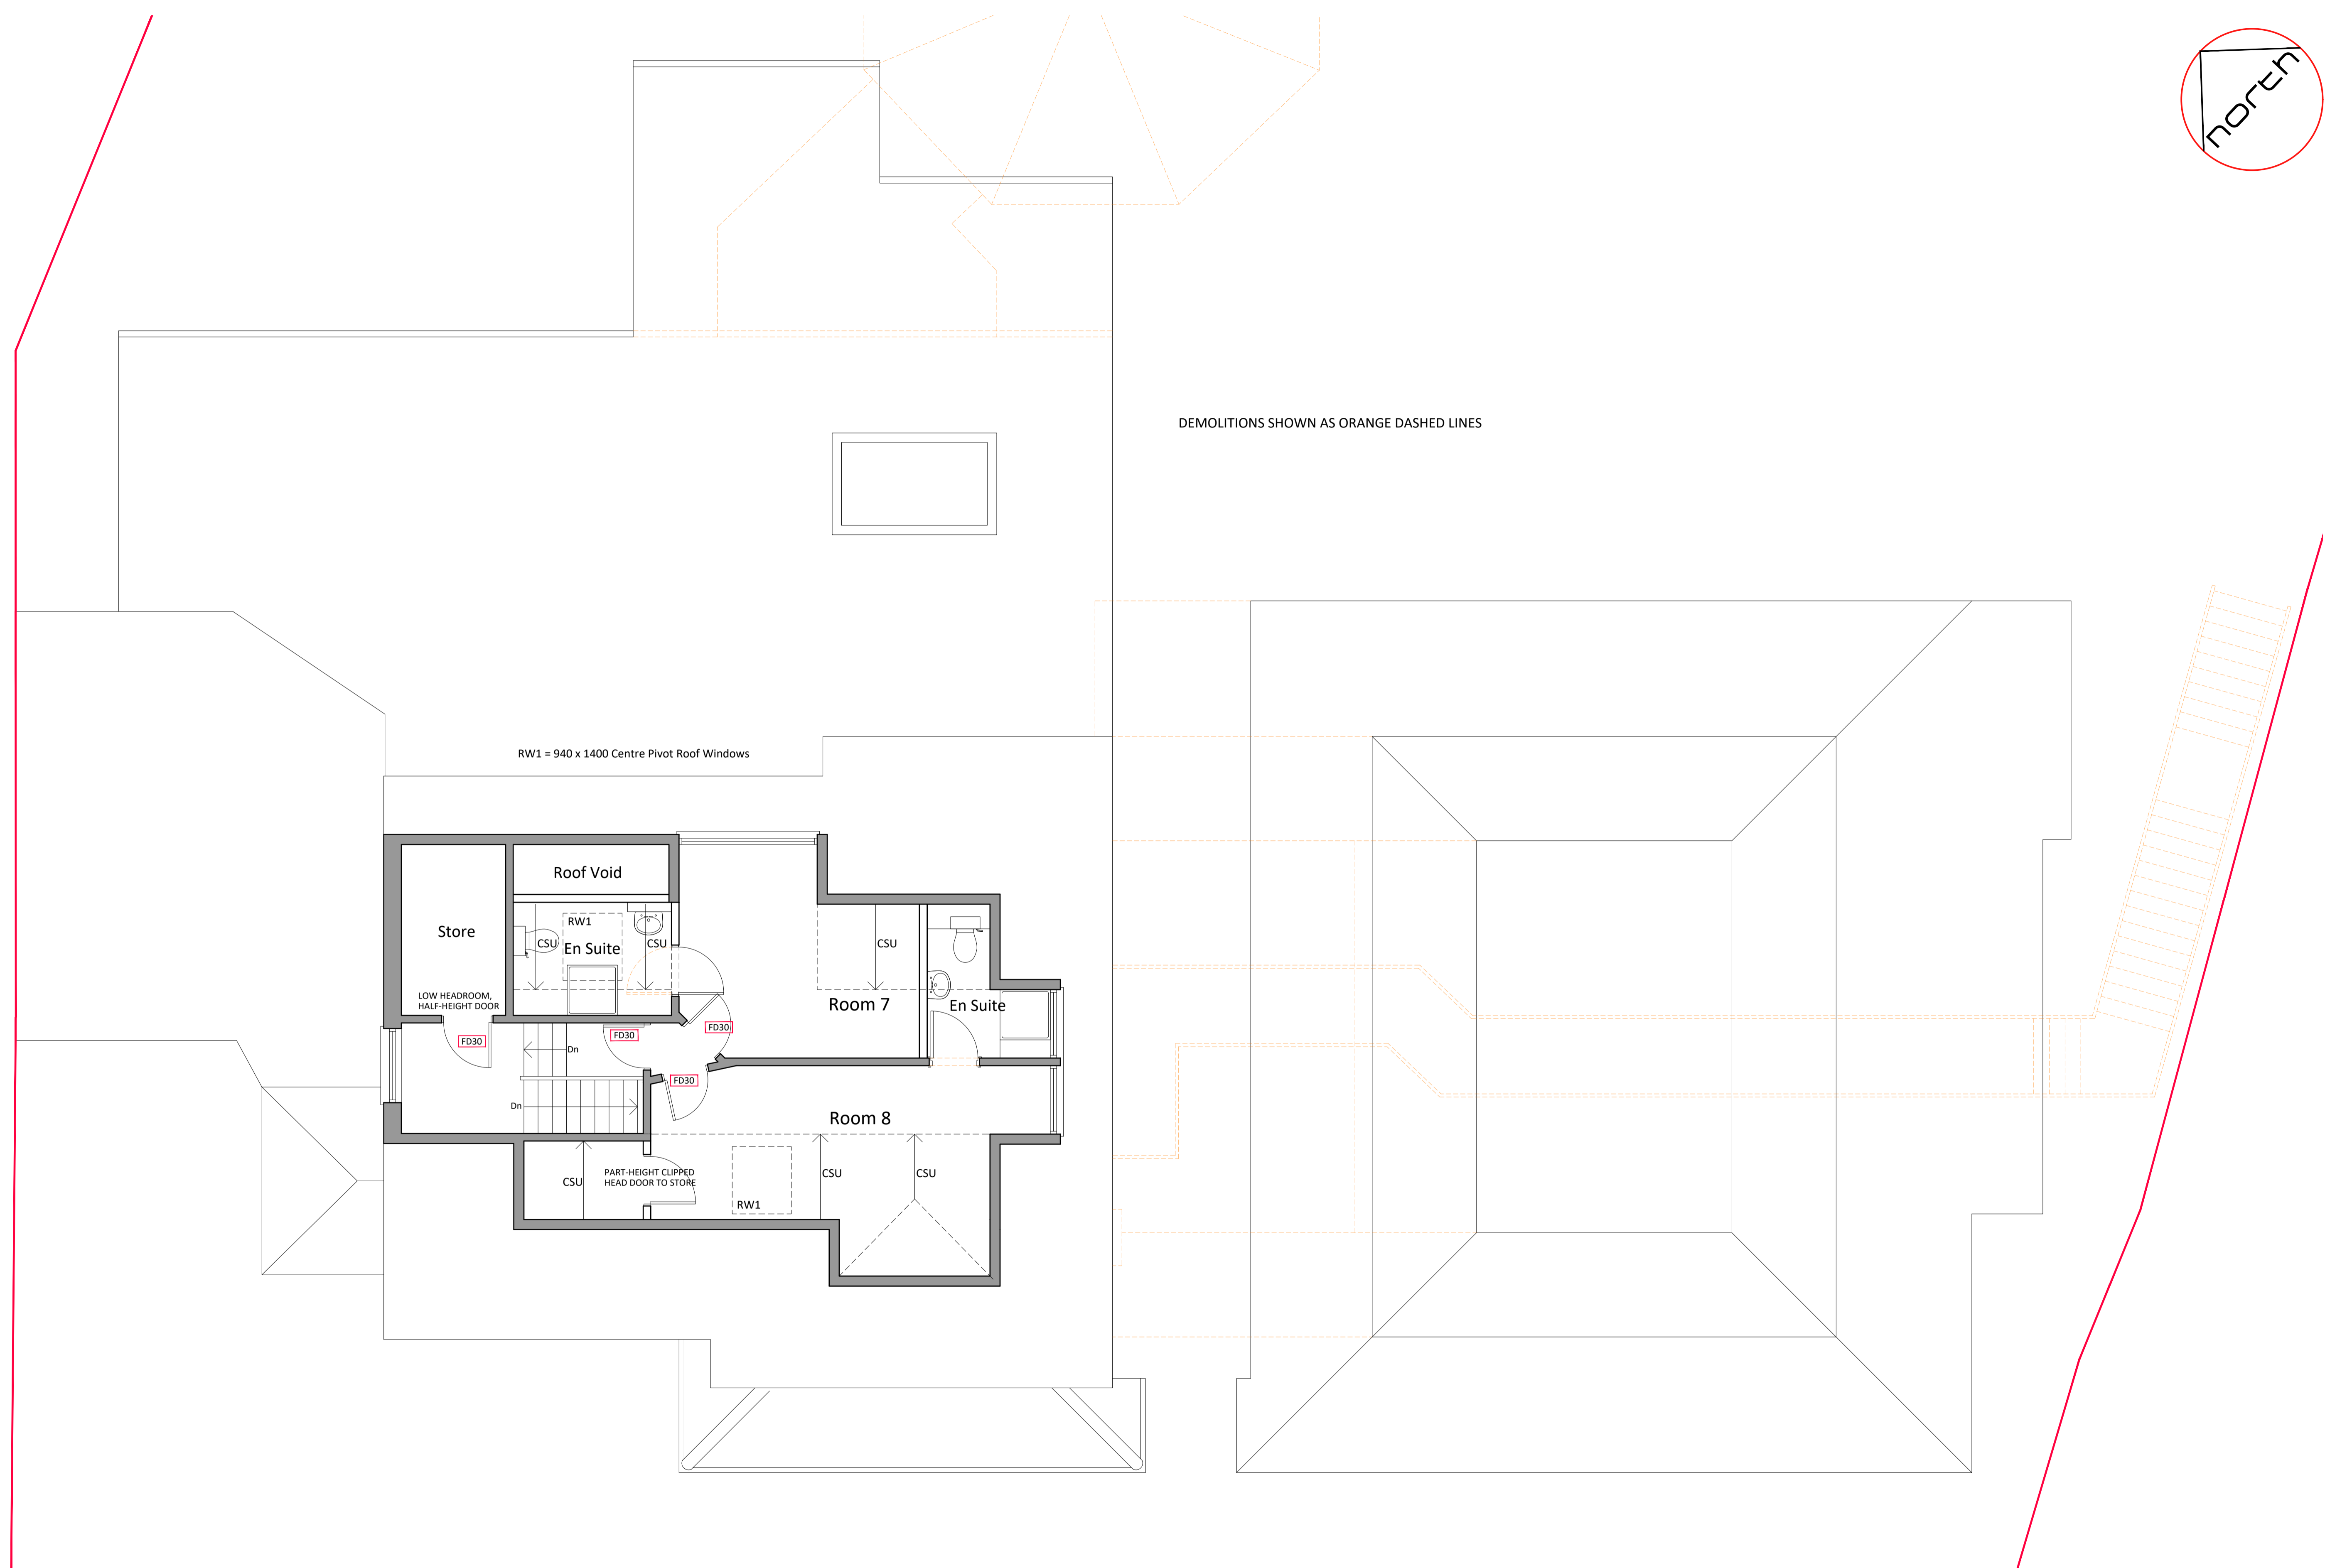 north
DEMOLITIONS SHOWN AS ORANGE DASHED LINES
RW1 = 940 x 1400 Centre Pivot Roof Windows
Roof Void
RW1
Store
CSU
En Suite
CSU
CSU
LOW HEADROOM,
HALF-HEIGHT DOOR
Room 7
En Suite
FD30
FD30
FD30
Dn
FD30
Dn
Room 8
PART-HEIGHT CLIPPED
HEAD DOOR TO STORE
CSU
CSU
CSU
RW1